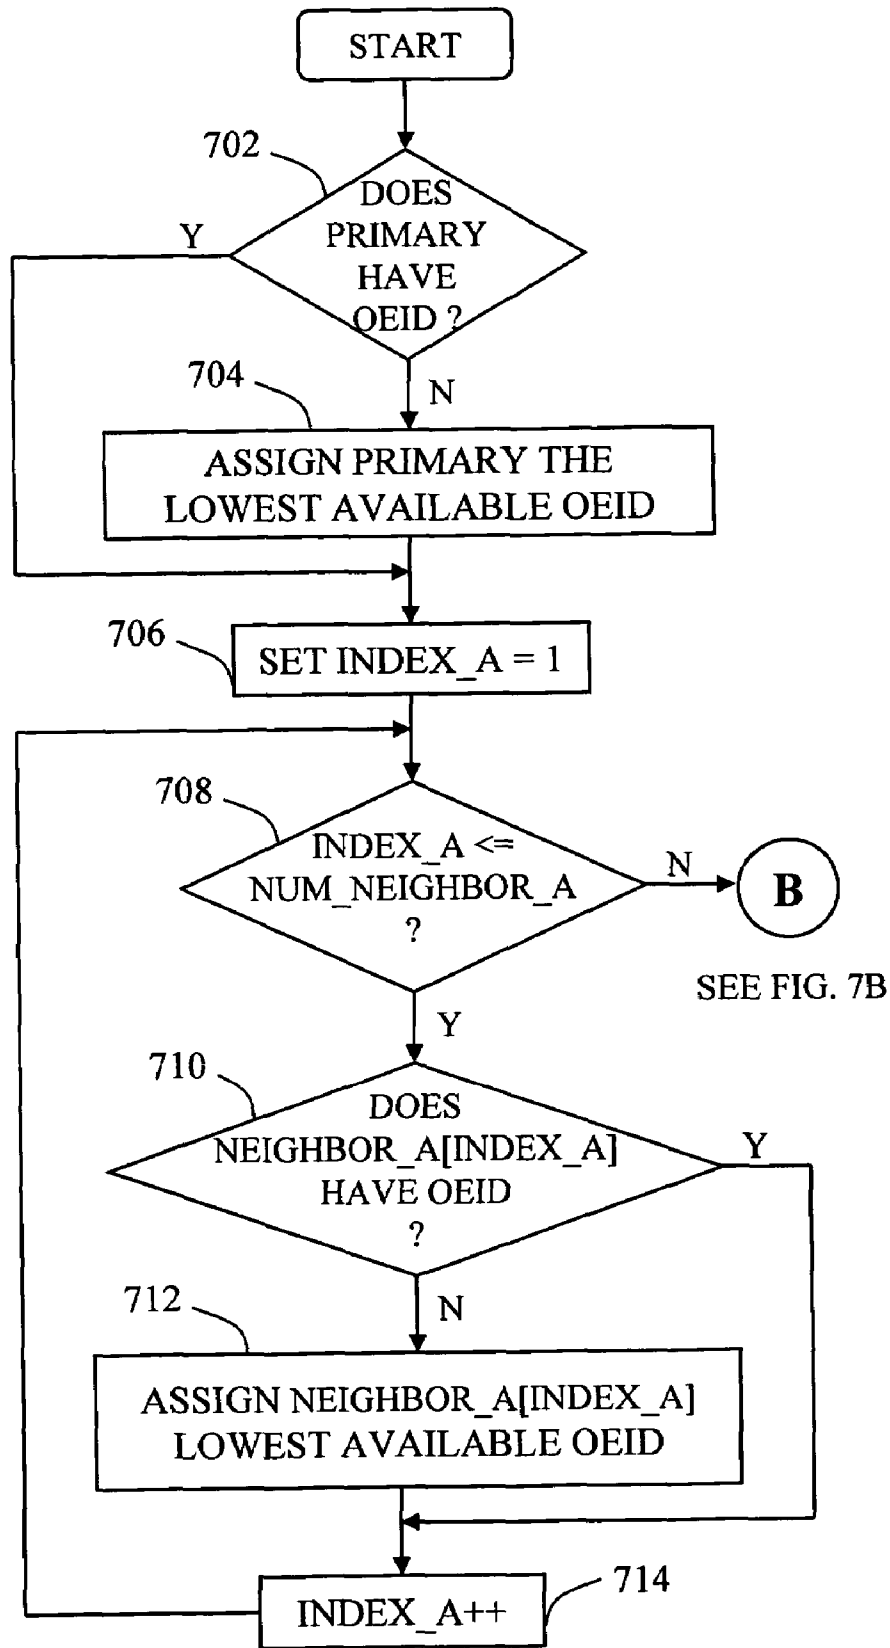 START
702
DOES
PRIMARY
HAVE
OEID ?
Y
N
704
ASSIGN PRIMARY THE
LOWEST AVAILABLE OEID
706
SET INDEX_A = 1
708
INDEX_A <=
NUM_NEIGHBOR_A
?
N
B
SEE FIG. 7B
Y
710
DOES
NEIGHBOR_A[INDEX_A]
HAVE OEID
?
Y
N
712
ASSIGN NEIGHBOR_A[INDEX_A]
LOWEST AVAILABLE OEID
714
INDEX_A++